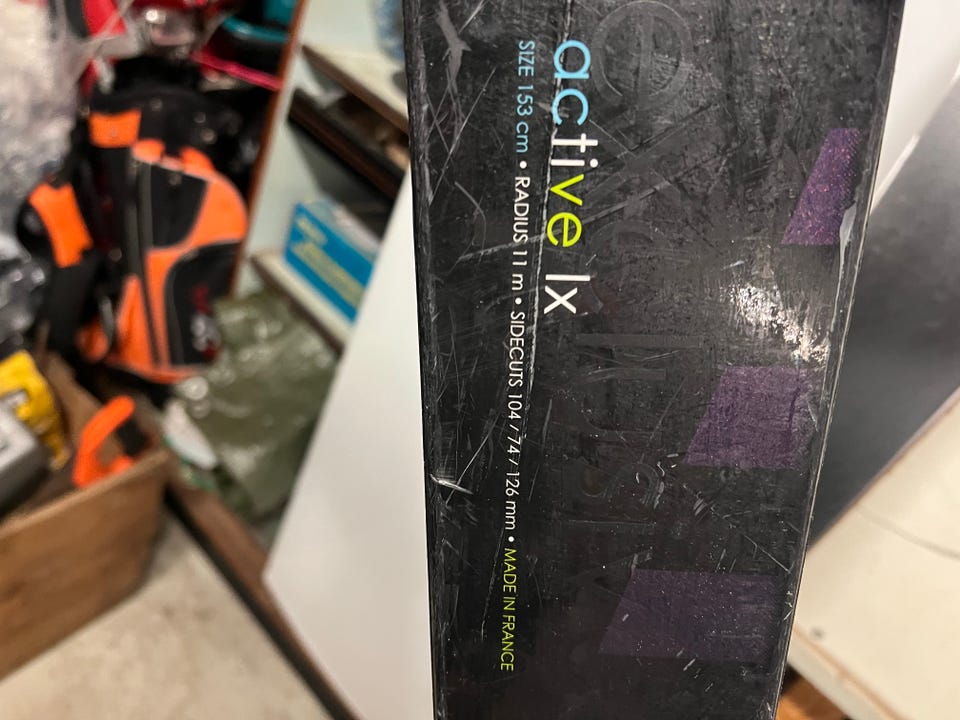 active lx
SIZE 153 cm • RADIUS 11 m • SIDECUTS 104 / 74 / 126 mm • MADE IN FRANCE